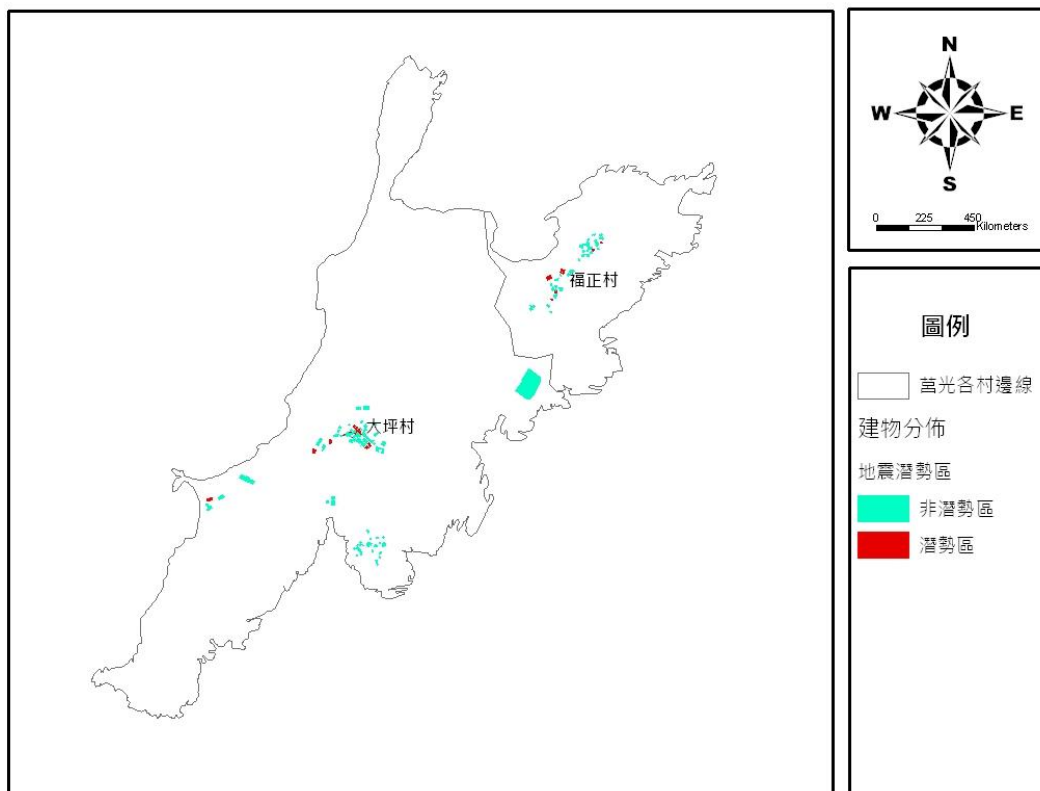 福正村
大坪村
N
W E
S
0 225 450
Kilometers
圖例
莒光各村邊線
建物分佈
地震潛勢區
非潛勢區
潛勢區